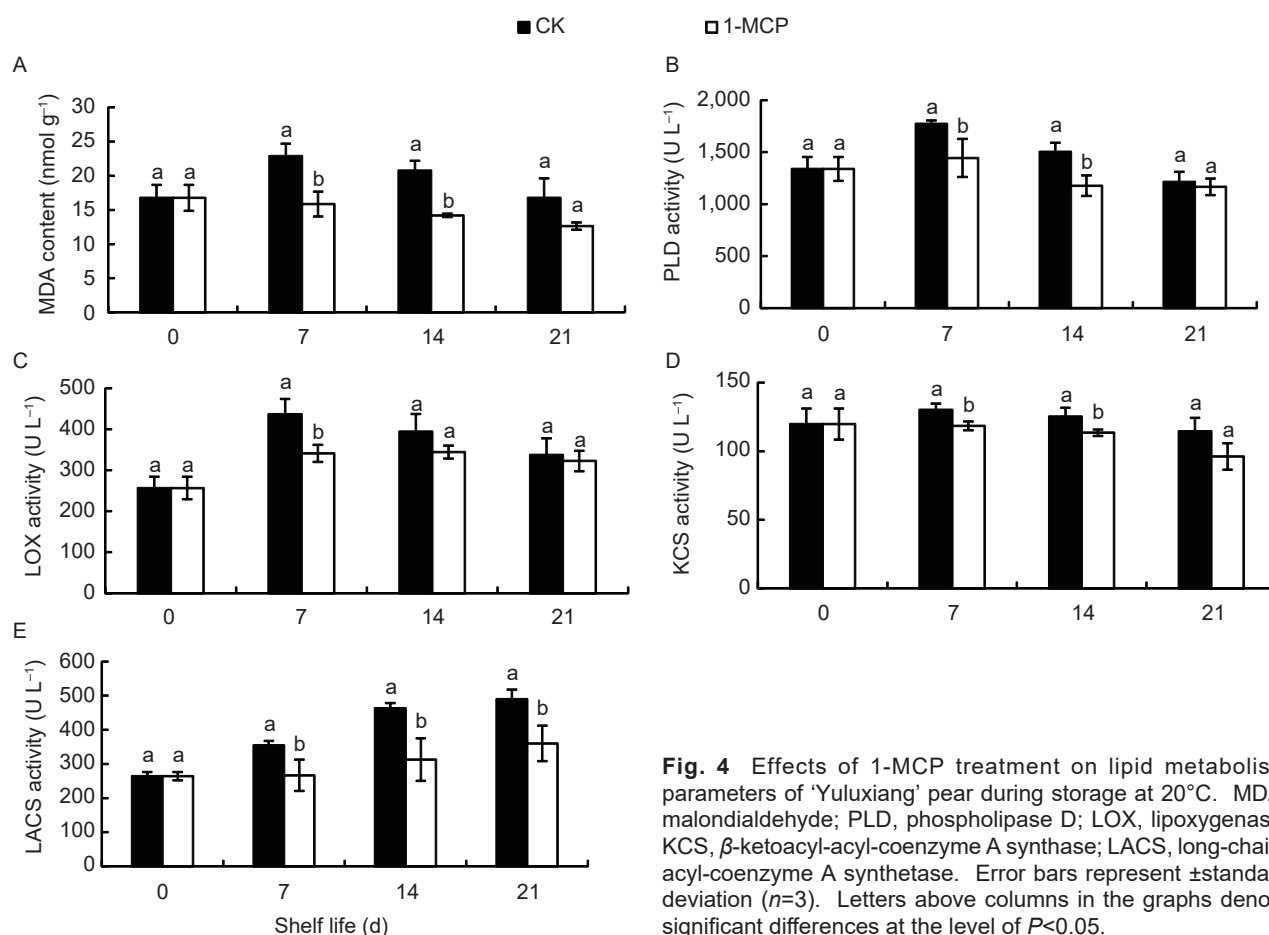 CK 1-MCP
A
MDA content (nmol g⁻¹)
30
25
20
15
10
5
0
a a a b a b a a
0 7 14 21
B
PLD activity (U L⁻¹)
2,000
1,500
1,000
500
0
a a a b a b a a
0 7 14 21
C
LOX activity (U L⁻¹)
500
400
300
200
100
0
a a a b a a a a
0 7 14 21
D
KCS activity (U L⁻¹)
150
100
50
0
a a a b a b a a
0 7 14 21
E
LACS activity (U L⁻¹)
600
500
400
300
200
100
0
a a a b a b a b
0 7 14 21
Shelf life (d)
Fig. 4 Effects of 1-MCP treatment on lipid metabolis
parameters of ‘Yuluxiang’ pear during storage at 20°C. MD
malondialdehyde; PLD, phospholipase D; LOX, lipoxygenas
KCS, β-ketoacyl-acyl-coenzyme A synthase; LACS, long-chai
acyl-coenzyme A synthetase. Error bars represent ±standa
deviation (n=3). Letters above columns in the graphs deno
significant differences at the level of P<0.05.